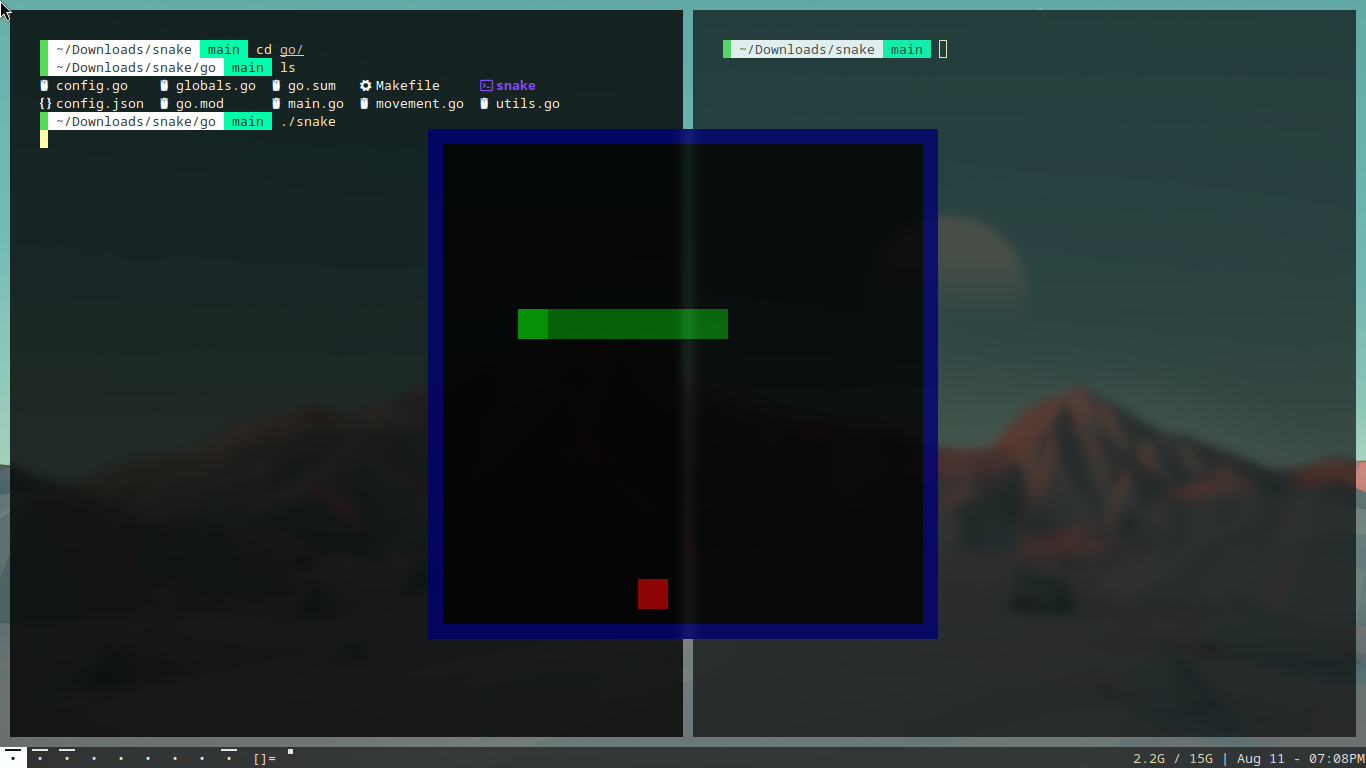 ~/Downloads/snake main cd go/
~/Downloads/snake/go main ls
config.go globals.go go.sum Makefile snake
{} config.json go.mod main.go movement.go utils.go
~/Downloads/snake/go main ./snake
~/Downloads/snake main
[]= 2.2G / 15G | Aug 11 - 07:08PM